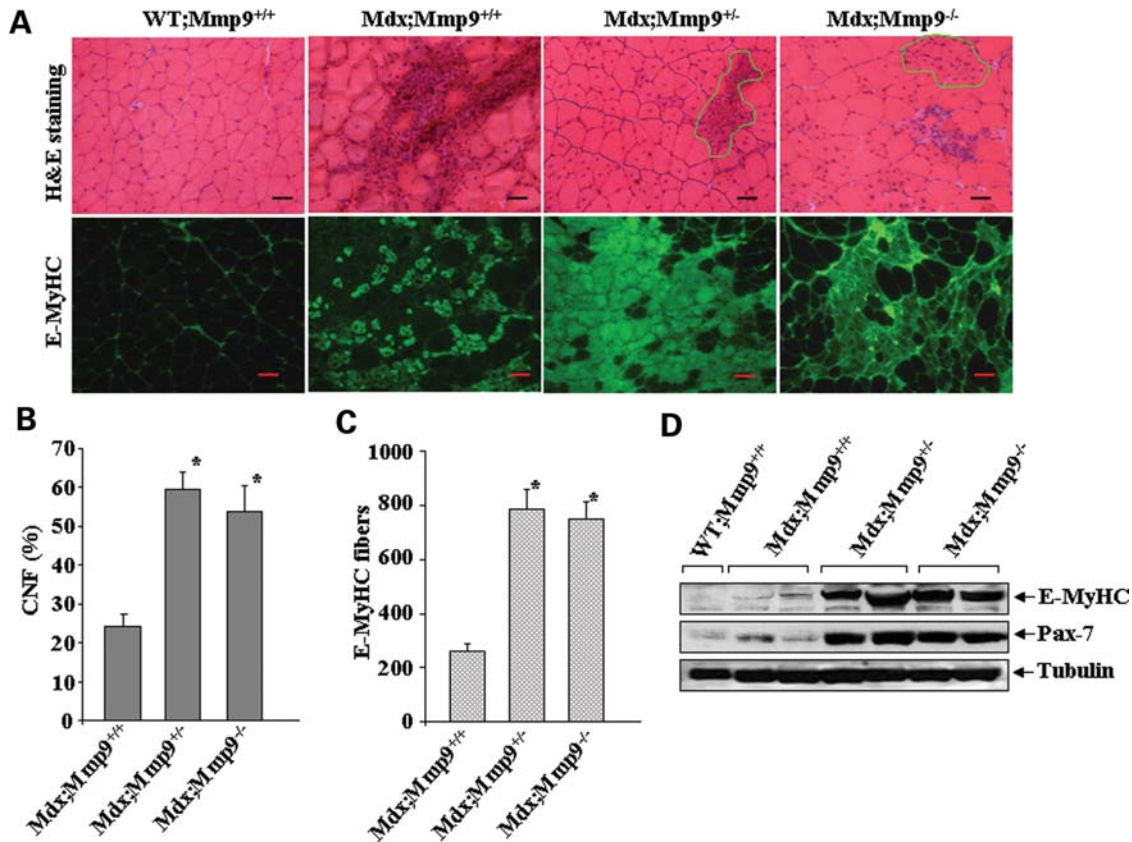 A
WT;Mmp9+/+ Mdx;Mmp9+/+ Mdx;Mmp9+/- Mdx;Mmp9-/-
H&E staining
E-MyHC
B
CNF (%)
70
60
50
40
30
20
10
0
*
*
Mdx;Mmp9+/+ Mdx;Mmp9+/- Mdx;Mmp9-/-
C
E-MyHC fibers
1000
800
600
400
200
0
*
*
Mdx;Mmp9+/+ Mdx;Mmp9+/- Mdx;Mmp9-/-
D
WT;Mmp9+/+ Mdx;Mmp9+/+ Mdx;Mmp9+/- Mdx;Mmp9-/-
E-MyHC
Pax-7
Tubulin